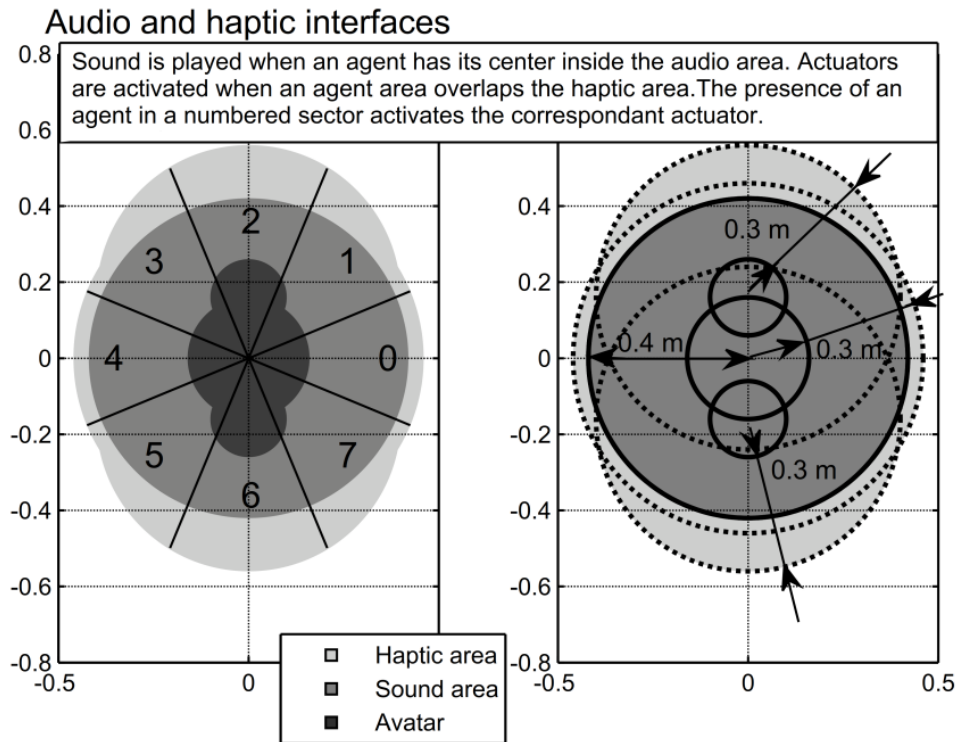 Audio and haptic interfaces
Sound is played when an agent has its center inside the audio area. Actuators
are activated when an agent area overlaps the haptic area.The presence of an
agent in a numbered sector activates the correspondant actuator.
0.8
0.6
0.4
0.2
0
-0.2
-0.4
-0.6
-0.8
-0.5
0
2
3
1
4
0
5
7
6
0.4
0.2
0
-0.2
-0.4
-0.6
-0.8
-0.5
0
0.5
0.3 m
0.4 m
0.3 m
0.3 m
Haptic area
Sound area
Avatar